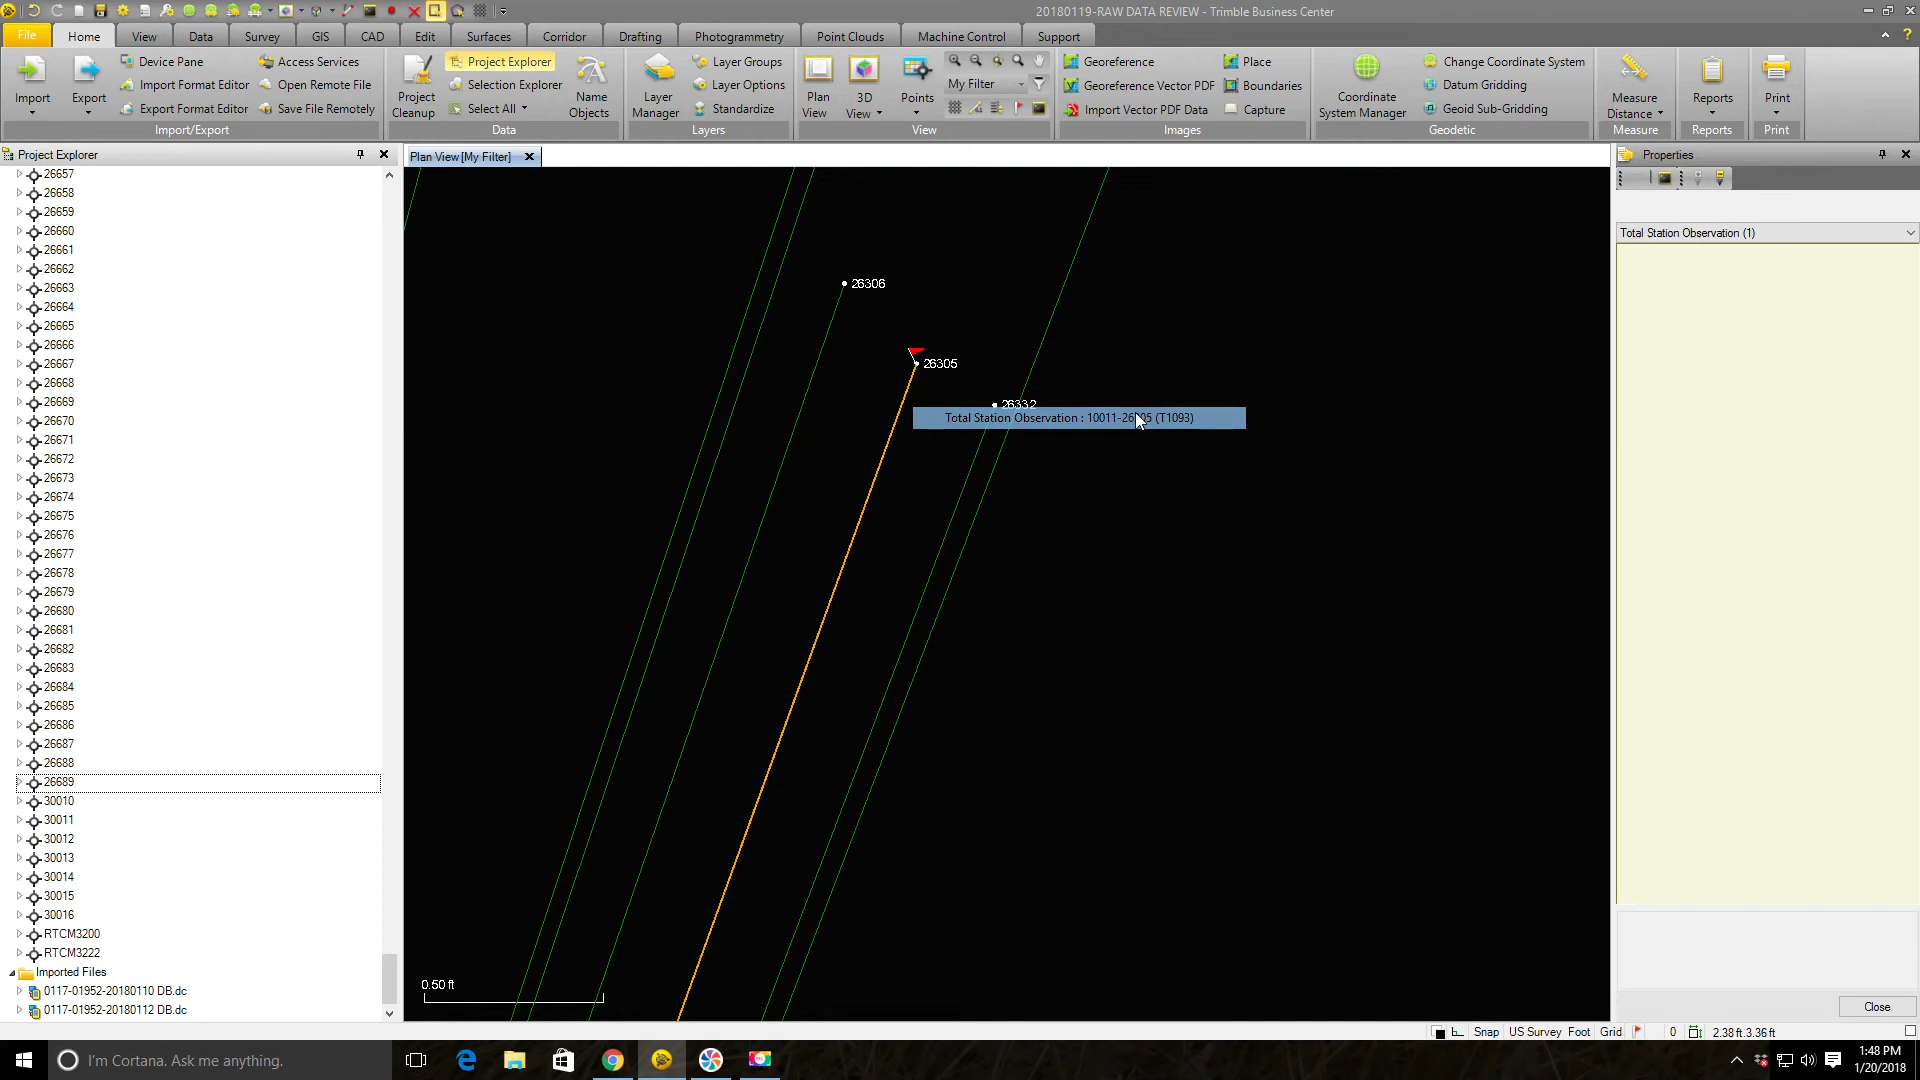 20180119-RAW DATA REVIEW - Trimble Business Center
File Home View Data Survey GIS CAD Edit Surfaces Corridor Drafting Photogrammetry Point Clouds Machine Control Support
Import
Export
Device Pane
Import Format Editor
Export Format Editor
Access Services
Open Remote File
Save File Remotely
Import/Export
Project Cleanup
Project Explorer
Selection Explorer
Select All
Name Objects
Data
Layer Manager
Layer Groups
Layer Options
Standardize
Layers
Plan View
3D View
Points
My Filter
View
Georeference
Georeference Vector PDF
Import Vector PDF Data
Place
Boundaries
Capture
Images
Coordinate System Manager
Change Coordinate System
Datum Gridding
Geoid Sub-Gridding
Geodetic
Measure Distance
Measure
Reports
Reports
Print
Print
Project Explorer
26657
26658
26659
26660
26661
26662
26663
26664
26665
26666
26667
26668
26669
26670
26671
26672
26673
26674
26675
26676
26677
26678
26679
26680
26681
26682
26683
26684
26685
26686
26687
26688
26689
30010
30011
30012
30013
30014
30015
30016
RTCM3200
RTCM3222
Imported Files
0117-01952-20180110 DB.dc
0117-01952-20180112 DB.dc
Plan View [My Filter]
26306
26305
26332
Total Station Observation : 10011-26305 (T1093)
0.50 ft
Properties
Total Station Observation (1)
Close
Snap US Survey Foot Grid 0 2.38 ft.3.36 ft
I'm Cortana. Ask me anything.
1:48 PM
1/20/2018